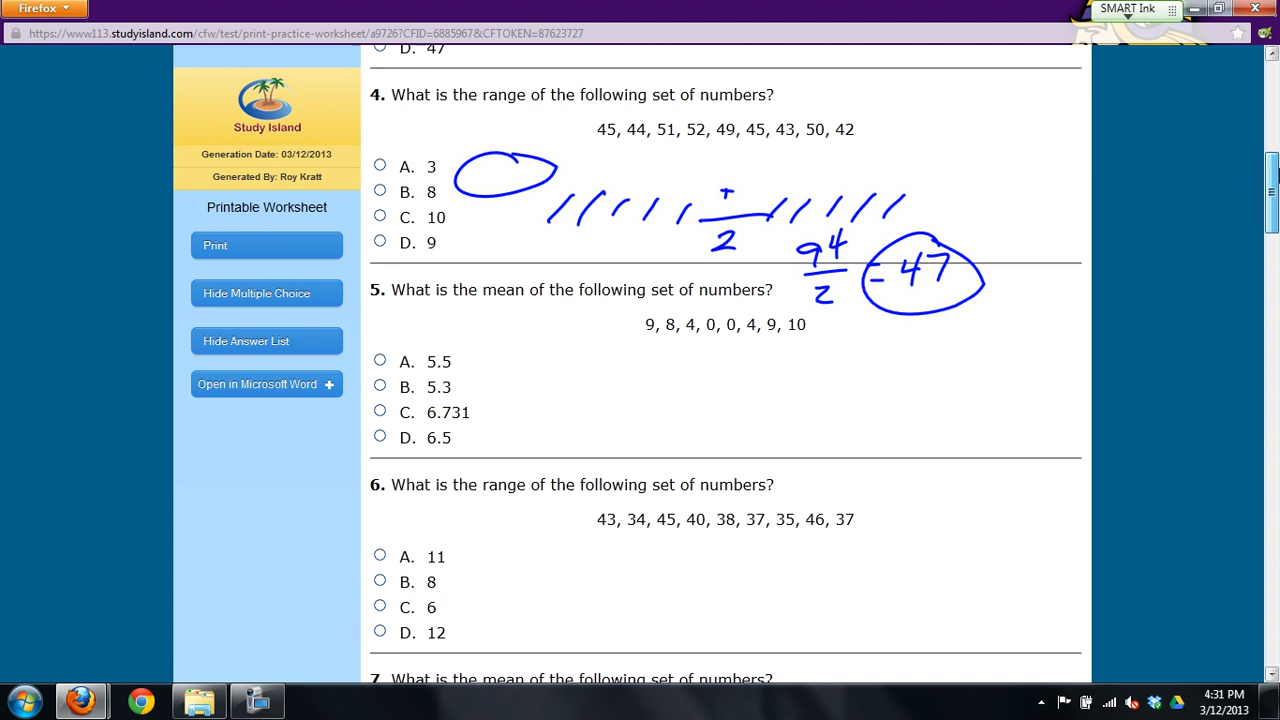 Firefox
SMART Ink
https://www113.studyisland.com/cfw/test/print-practice-worksheet/a9726?CFID=6885967&CFTOKEN=87623727
D. 47
Study Island
Generation Date: 03/12/2013
Generated By: Roy Kratt
Printable Worksheet
Print
Hide Multiple Choice
Hide Answer List
Open in Microsoft Word +
4. What is the range of the following set of numbers?
45, 44, 51, 52, 49, 45, 43, 50, 42
A. 3
B. 8
C. 10
D. 9
+
2
94
2
= 47
5. What is the mean of the following set of numbers?
9, 8, 4, 0, 0, 4, 9, 10
A. 5.5
B. 5.3
C. 6.731
D. 6.5
6. What is the range of the following set of numbers?
43, 34, 45, 40, 38, 37, 35, 46, 37
A. 11
B. 8
C. 6
D. 12
7. What is the mean of the following set of numbers?
4:31 PM
3/12/2013